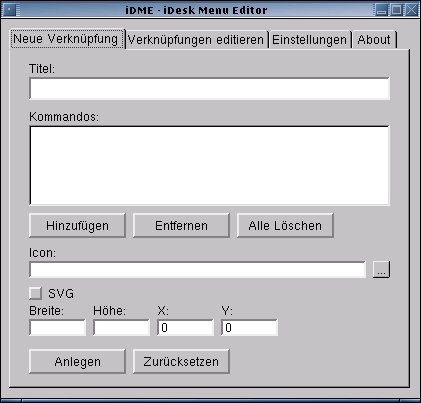 iDME - iDesk Menu Editor
Neue Verknüpfung Verknüpfungen editieren Einstellungen About
Titel:
Kommandos:
Hinzufügen Entfernen Alle Löschen
Icon:
...
SVG
Breite: Höhe: X: Y:
0 0
Anlegen Zurücksetzen